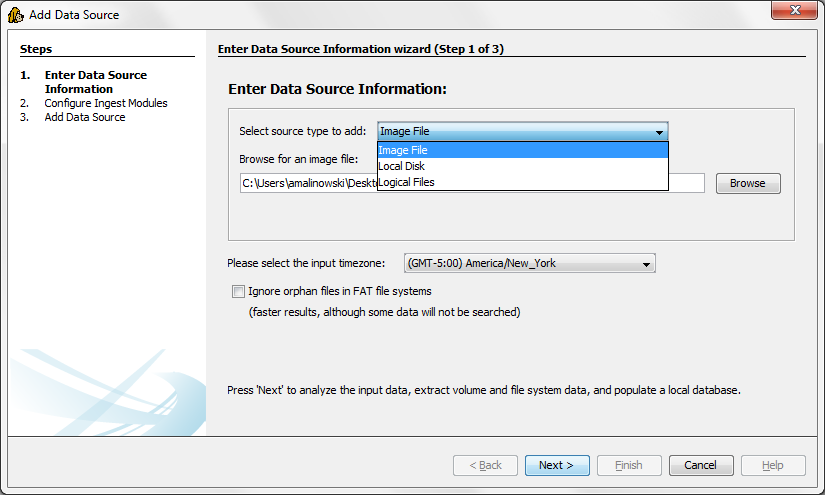 Add Data Source
Steps
Enter Data Source Information wizard (Step 1 of 3)
1. Enter Data Source
Information
2. Configure Ingest Modules
3. Add Data Source
Enter Data Source Information:
Select source type to add: Image File
Image File
Local Disk
Logical Files
Browse for an image file:
C:\Users\amalinowski\Deskt
Browse
Please select the input timezone: (GMT-5:00) America/New_York
Ignore orphan files in FAT file systems
(faster results, although some data will not be searched)
Press 'Next' to analyze the input data, extract volume and file system data, and populate a local database.
< Back Next > Finish Cancel Help